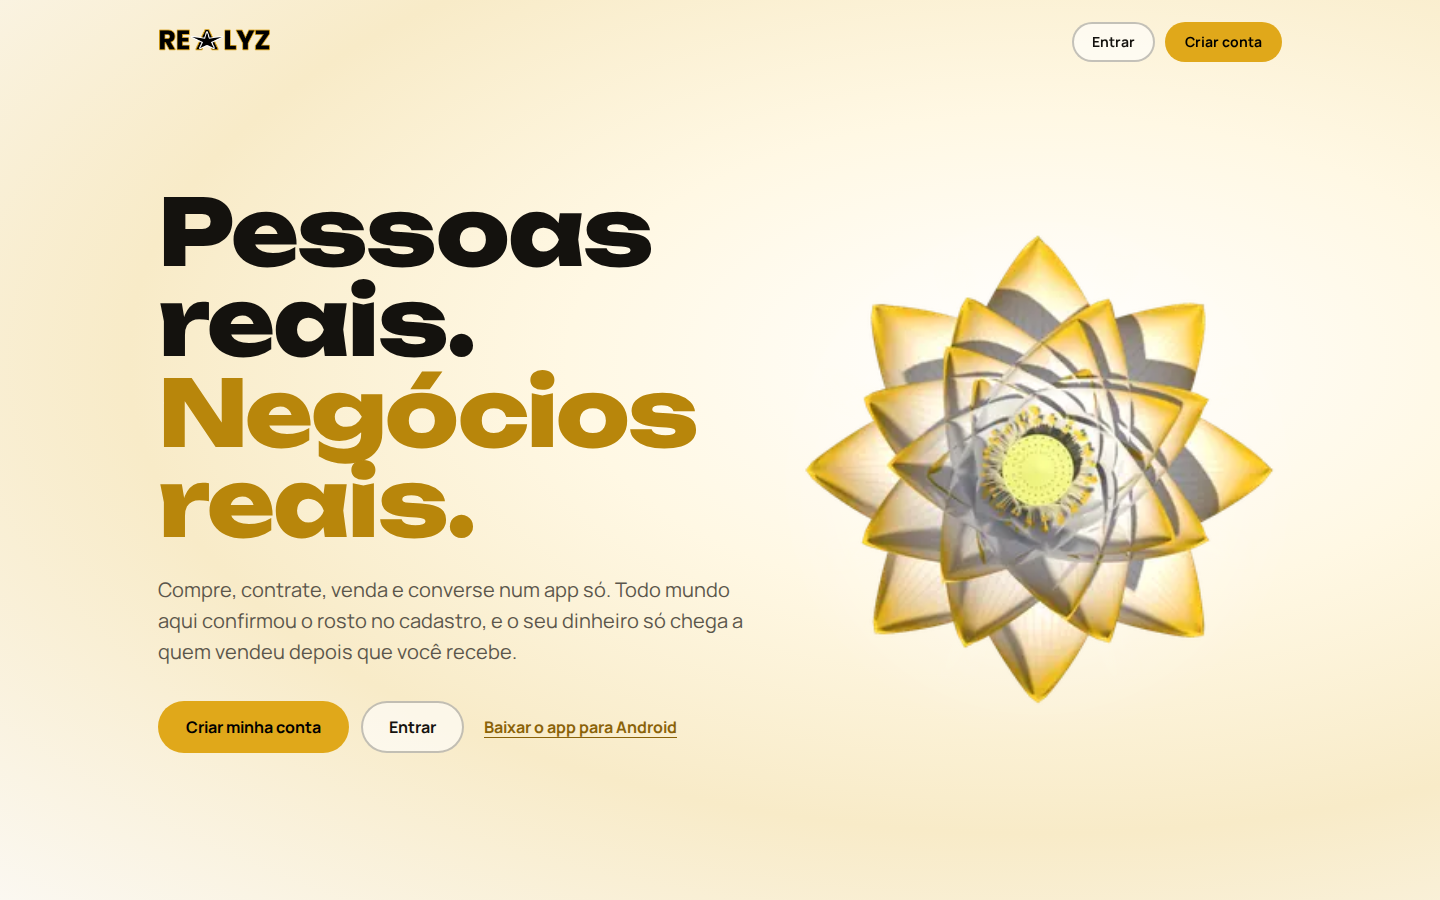 RE★LYZ
Entrar
Criar conta
Pessoas
reais.
Negócios
reais.
Compre, contrate, venda e converse num app só. Todo mundo
aqui confirmou o rosto no cadastro, e o seu dinheiro só chega a
quem vendeu depois que você recebe.
Criar minha conta
Entrar
Baixar o app para Android